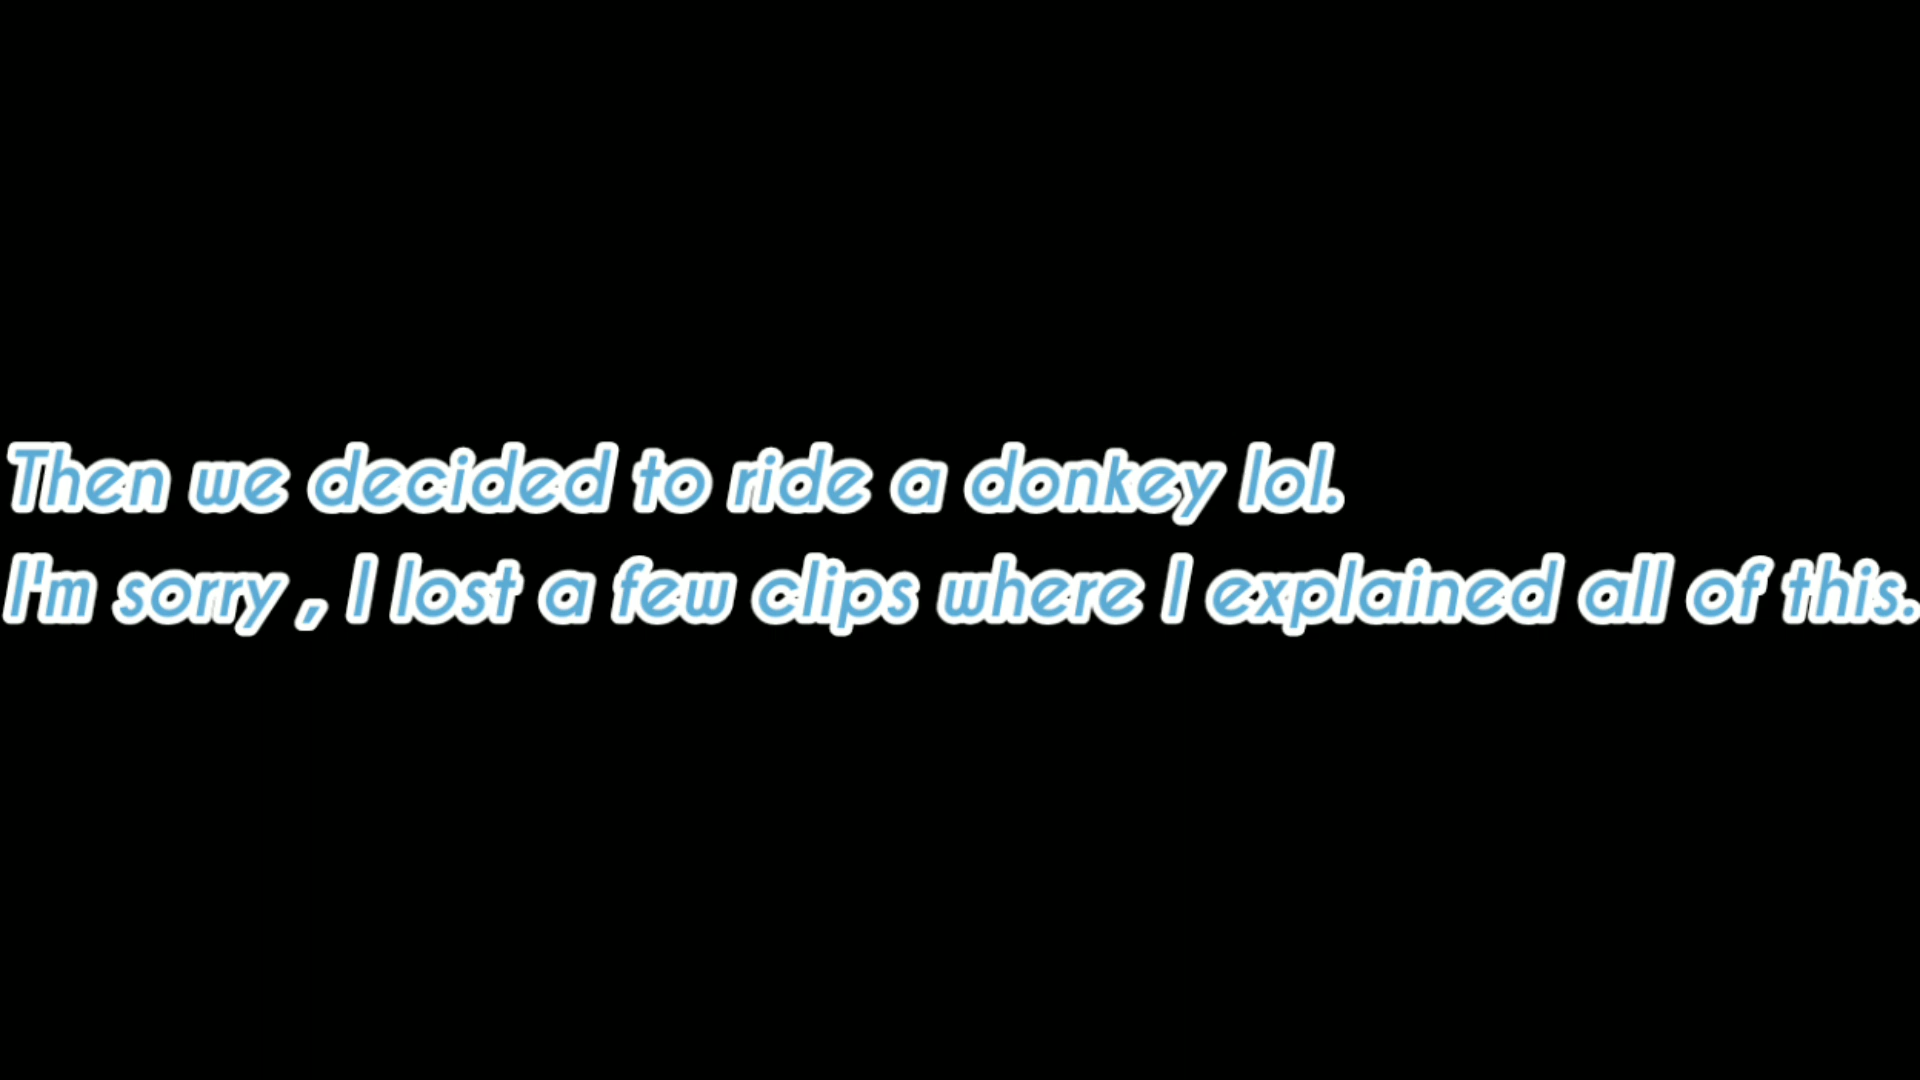 Then we decided to ride a donkey lol.
I'm sorry , I lost a few clips where I explained all of this.